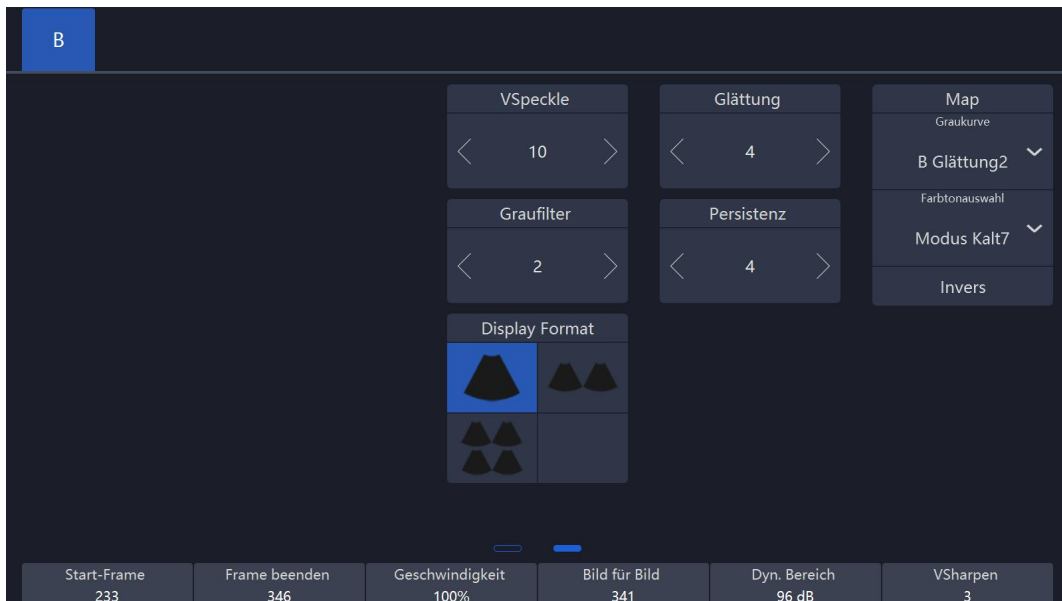 B
VSpeckle
10
Glättung
4
Map
Graukurve
B Glättung2
Farbtonauswahl
Modus Kalt7
Invers
Graufilter
2
Persistenz
4
Display Format
Start-Frame
233
Frame beenden
346
Geschwindigkeit
100%
Bild für Bild
341
Dyn. Bereich
96 dB
VSharpen
3